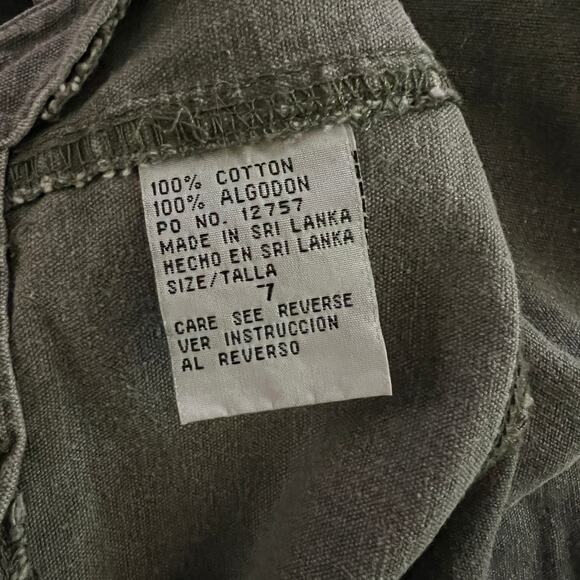 100% COTTON
100% ALGODON
PO NO. 12757
MADE IN SRI LANKA
HECHO EN SRI LANKA
SIZE/TALLA
7
CARE SEE REVERSE
VER INSTRUCCION
AL REVERSO